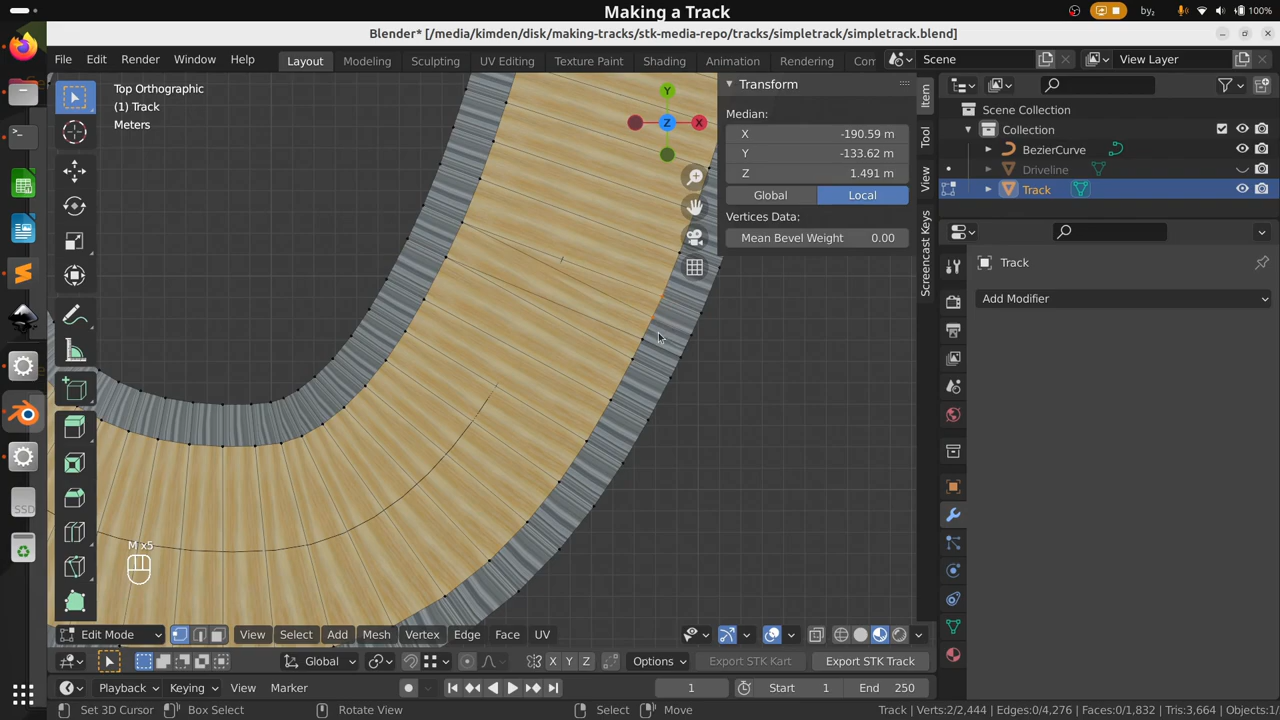 Making a Track
by₂
100%
Blender* [/media/kimden/disk/making-tracks/stk-media-repo/tracks/simpletrack/simpletrack.blend]
File Edit Render Window Help Layout Modeling Sculpting UV Editing Texture Paint Shading Animation Rendering Com Scene View Layer
Top Orthographic
(1) Track
Meters
Y
X
Z
Transform
Median:
X -190.59 m
Y -133.62 m
Z 1.491 m
Global Local
Vertices Data:
Mean Bevel Weight 0.00
Item
Tool
View
Screencast Keys
Scene Collection
Collection
BezierCurve
Driveline
Track
Track
Add Modifier
SSD
M x5
Edit Mode View Select Add Mesh Vertex Edge Face UV
Global X Y Z Options Export STK Kart Export STK Track
Playback Keying View Marker 1 Start 1 End 250
Set 3D Cursor Box Select Rotate View Select Move Track | Verts:2/2,444 | Edges:0/4,276 | Faces:0/1,832 | Tris:3,664 | Objects:1/